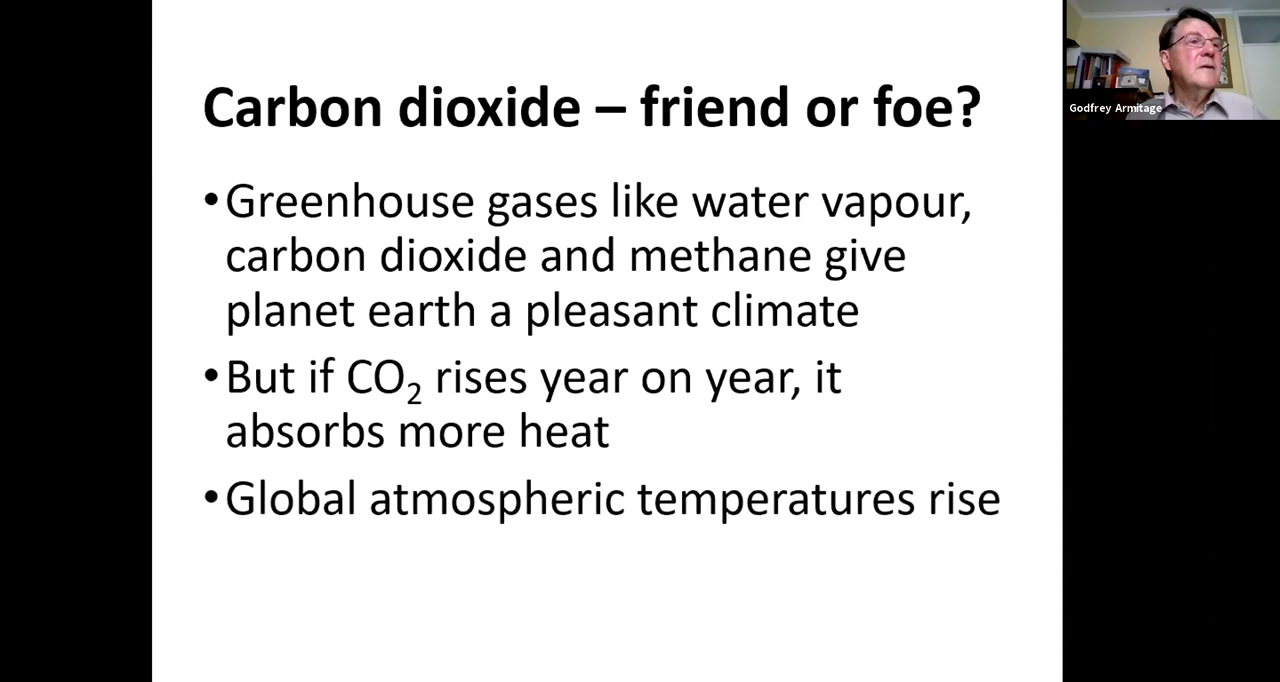 Carbon dioxide – friend or foe?
•Greenhouse gases like water vapour,
carbon dioxide and methane give
planet earth a pleasant climate
•But if CO₂ rises year on year, it
absorbs more heat
•Global atmospheric temperatures rise
Godfrey Armitage